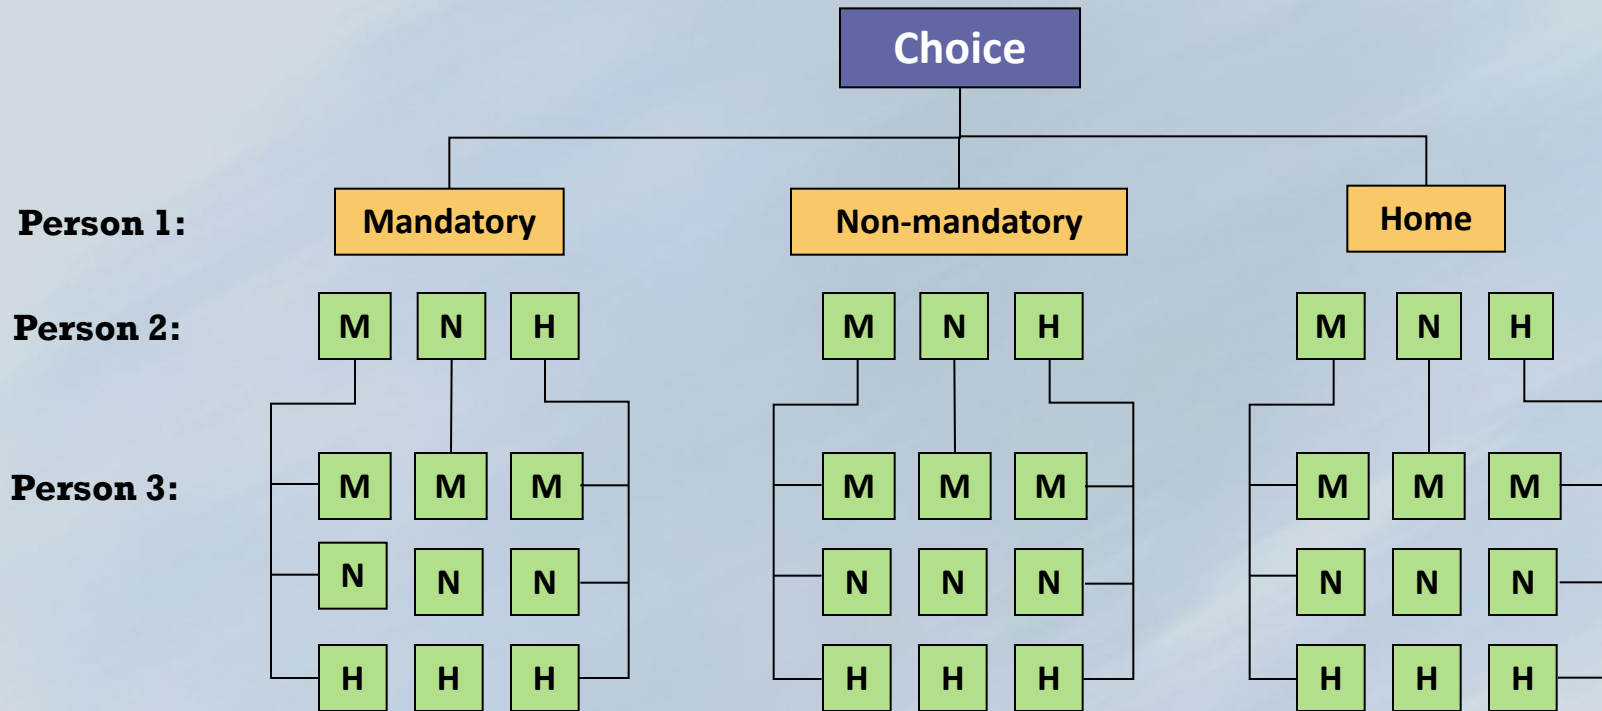 Choice
Person 1: Mandatory Non-mandatory Home
Person 2: M N H M N H M N H
Person 3: M M M M M M M M M
N N N N N N N N N
H H H H H H H H H